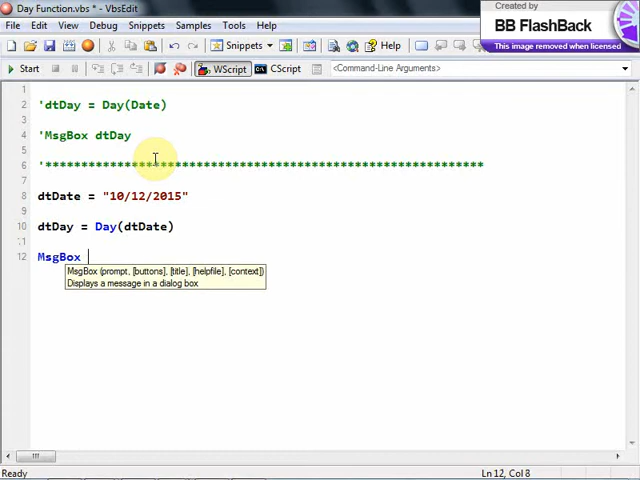 Day Function.vbs * - VbsEdit
Created by
BB FlashBack
This image removed when licensed
File Edit View Debug Snippets Samples Tools Help
Snippets Help
Start WScript CScript <Command-Line Arguments>
1
2 'dtDay = Day(Date)
3
4 'MsgBox dtDay
5
6 '*************************************************************
7
8 dtDate = "10/12/2015"
9
10 dtDay = Day(dtDate)
11
12 MsgBox
MsgBox (prompt, [buttons], [title], [helpfile], [context])
Displays a message in a dialog box
Ready Ln 12, Col 8